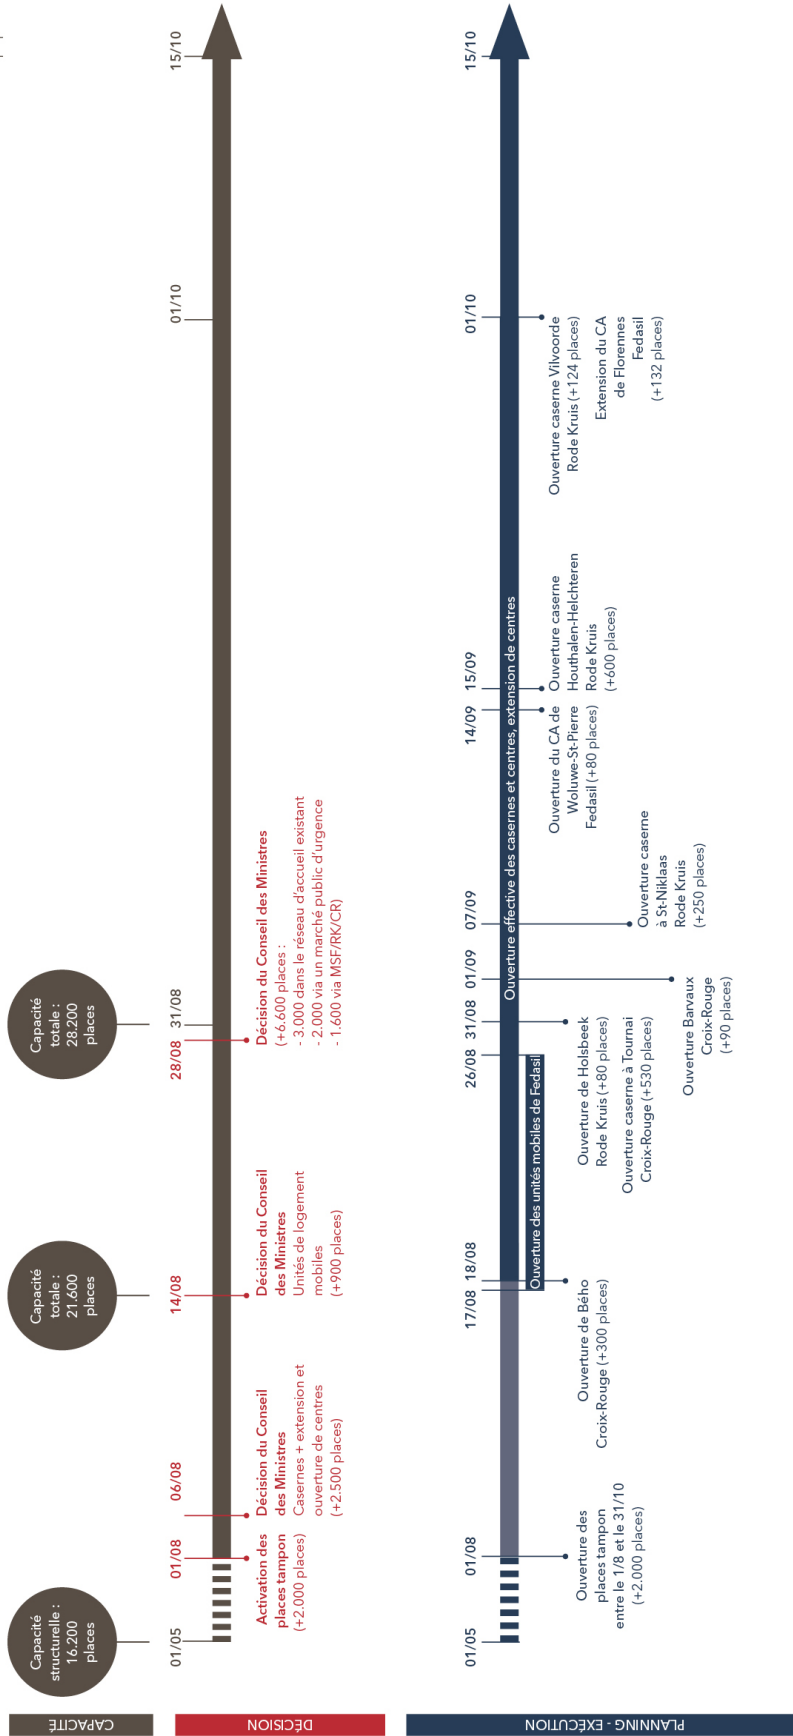 CAPACITÉ
Capacité
structurelle :
16.200
places
Capacité
totale :
21.600
places
Capacité
totale :
28.200
places
DÉCISION
01/05
01/08
06/08
14/08
28/08
31/08
01/10
15/10
Activation des
places tampon
(+2.000 places)
Décision du Conseil
des Ministres
Casernes + extension et
ouverture de centres
(+2.500 places)
Décision du Conseil
des Ministres
Unités de logement
mobiles
(+900 places)
Décision du Conseil des Ministres
(+6.600 places :
- 3.000 dans le réseau d'accueil existant
- 2.000 via un marché public d'urgence
- 1.600 via MSF/RK/CR)
PLANNING - EXÉCUTION
01/05
01/08
17/08
18/08
26/08
31/08
01/09
07/09
14/09
15/09
01/10
15/10
Ouverture effective des casernes et centres, extension de centres
Ouverture des unités mobiles de Fedasil
Ouverture des
places tampon
entre le 1/8 et le 31/10
(+2.000 places)
Ouverture de Bého
Croix-Rouge (+300 places)
Ouverture de Holsbeek
Rode Kruis (+80 places)
Ouverture caserne à Tournai
Croix-Rouge (+530 places)
Ouverture Barvaux
Croix-Rouge
(+90 places)
Ouverture caserne
à St-Niklaas
Rode Kruis
(+250 places)
Ouverture du CA de
Woluwe-St-Pierre
Fedasil (+80 places)
Ouverture caserne
Houthalen-Helchteren
Rode Kruis
(+600 places)
Ouverture caserne Vilvoorde
Rode Kruis (+124 places)
Extension du CA
de Florennes
Fedasil
(+132 places)